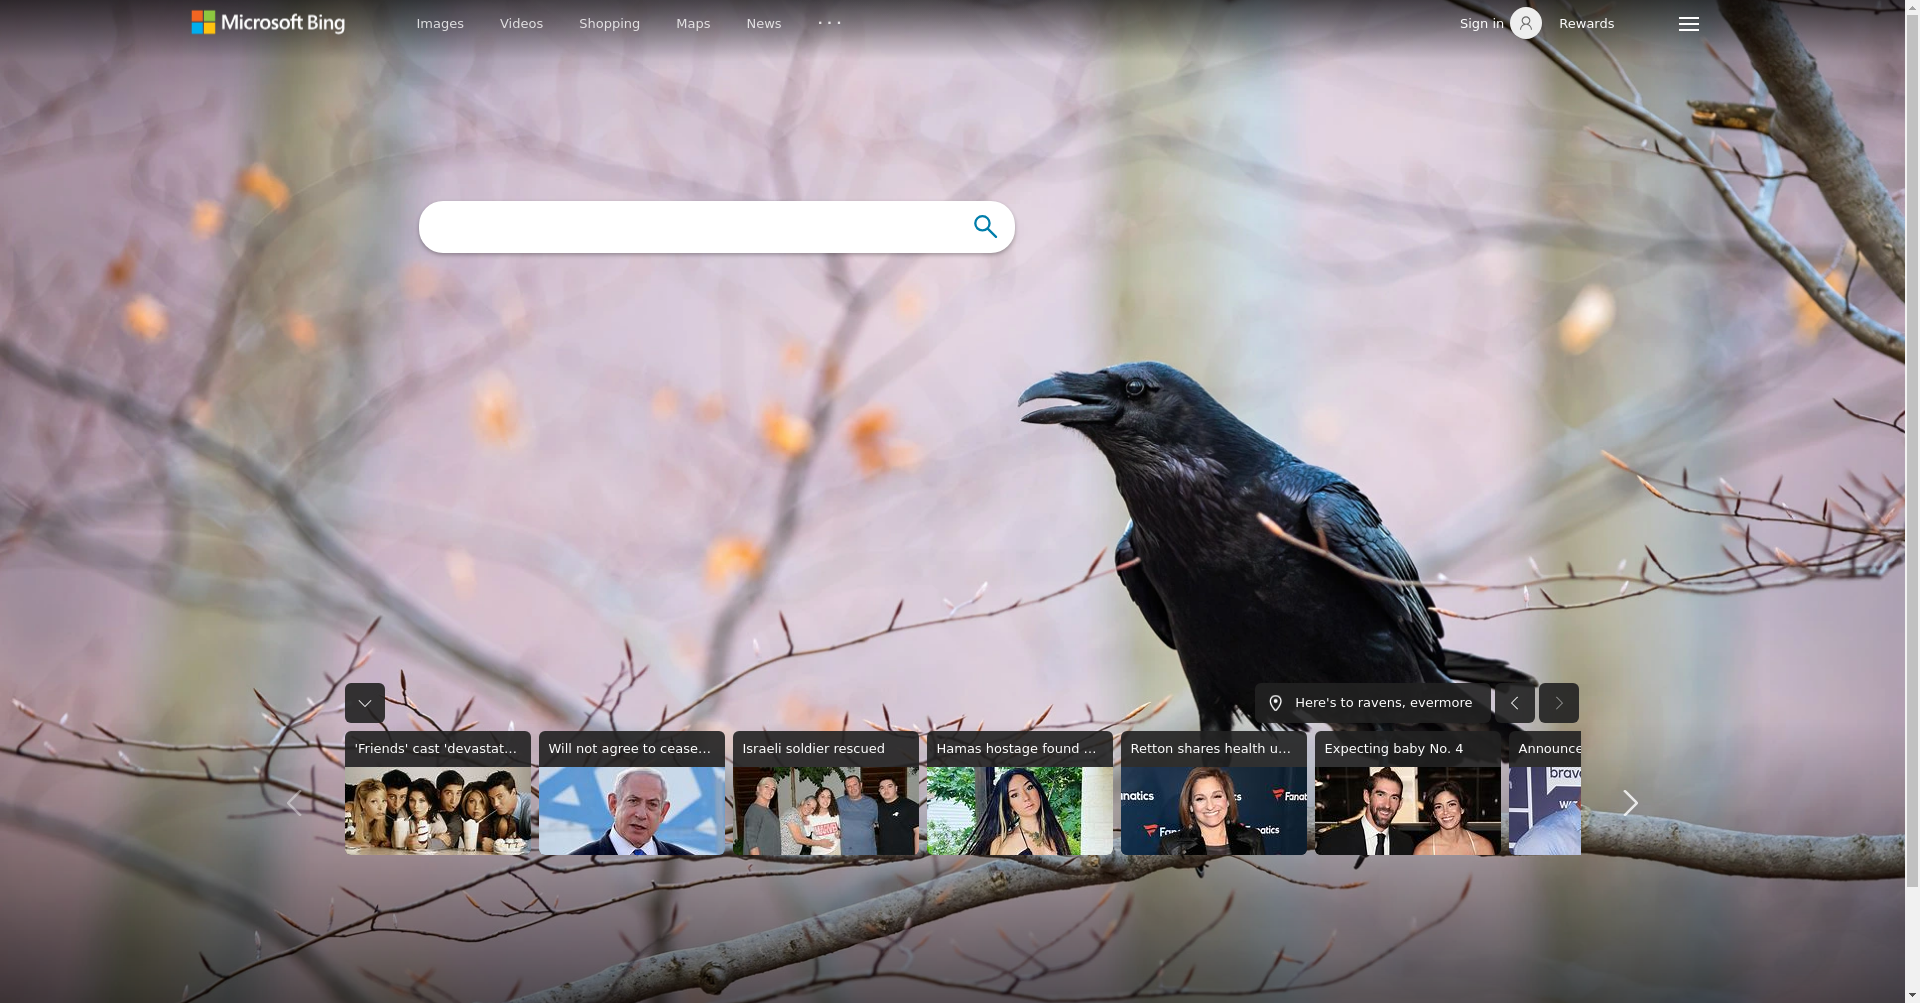 Microsoft Bing
Images
Videos
Shopping
Maps
News
Sign in
Rewards
Here's to ravens, evermore
'Friends' cast 'devastat...
Will not agree to cease...
Israeli soldier rescued
Hamas hostage found ...
Retton shares health u...
Expecting baby No. 4
Announce